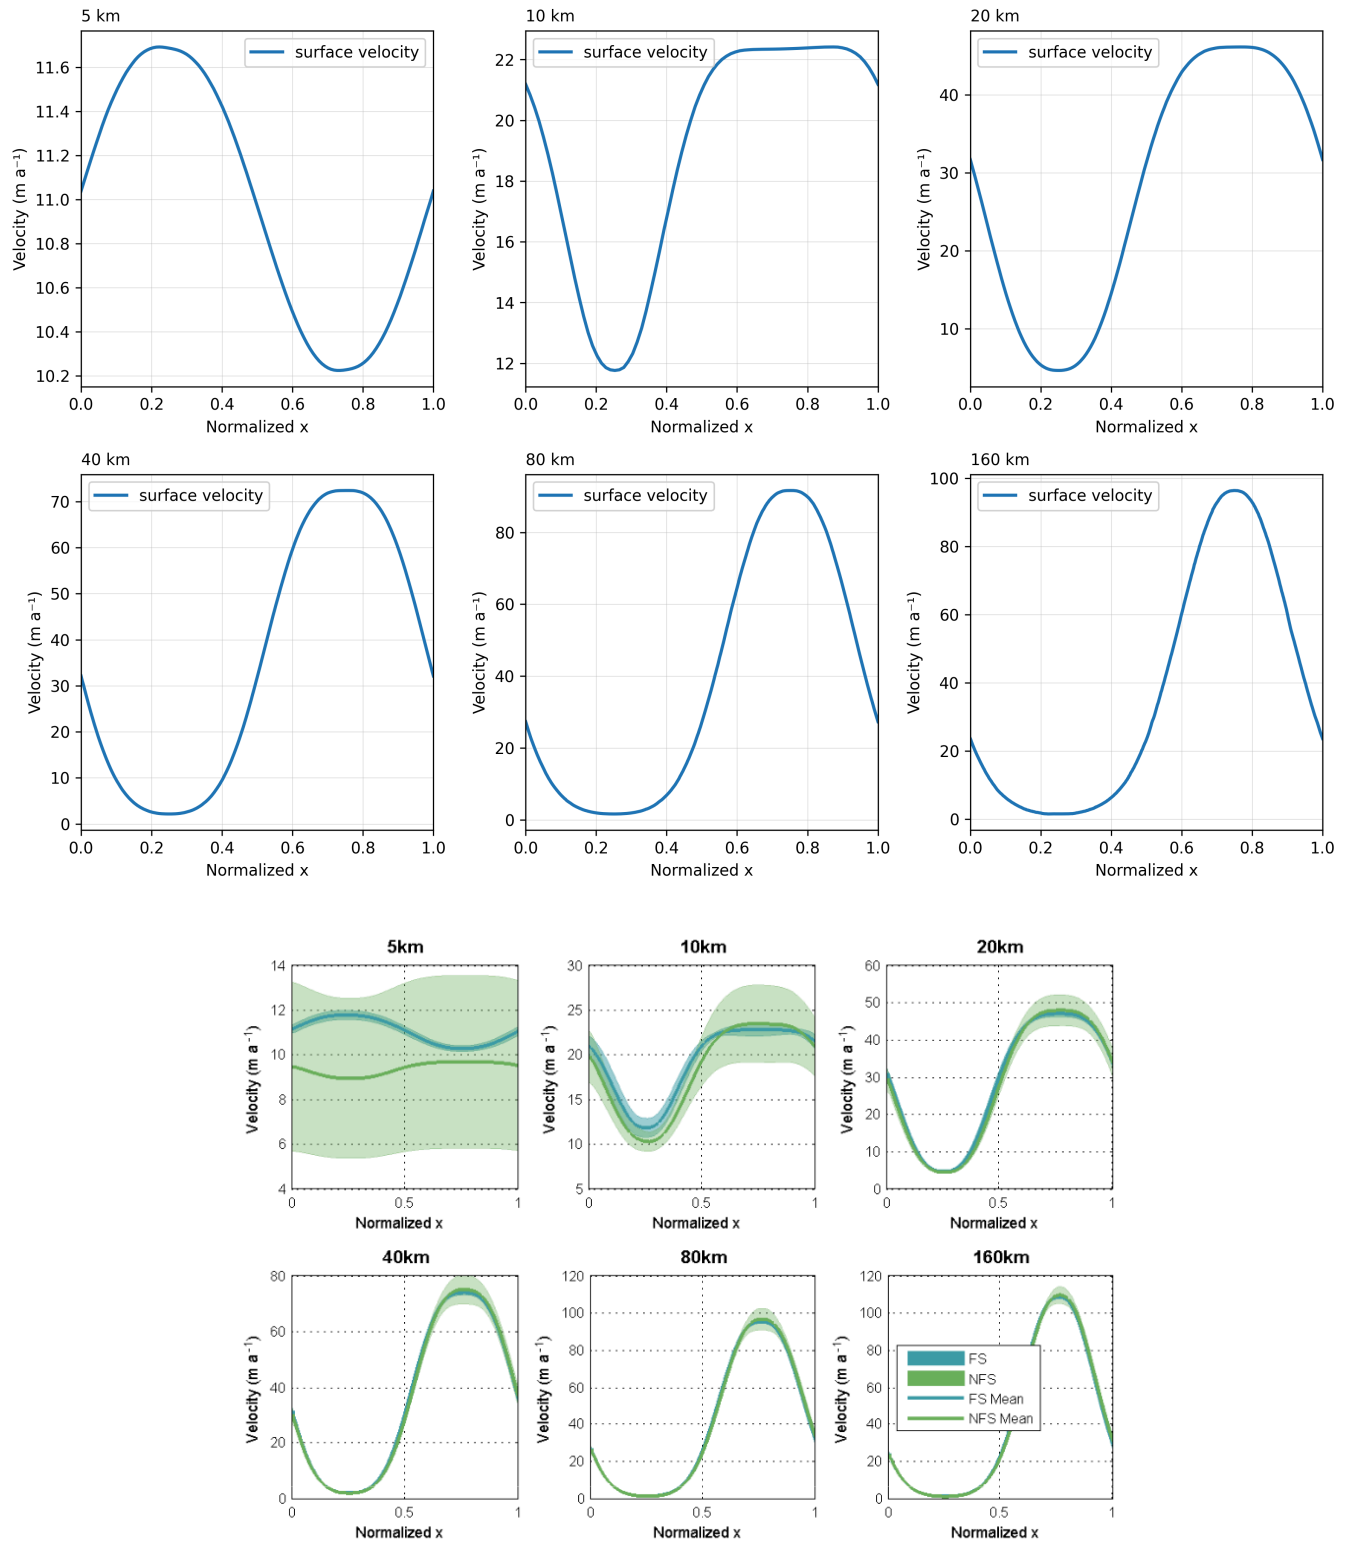 5 km
surface velocity
Velocity (m a⁻¹)
11.6
11.4
11.2
11.0
10.8
10.6
10.4
10.2
0.0 0.2 0.4 0.6 0.8 1.0
Normalized x
10 km
surface velocity
Velocity (m a⁻¹)
22
20
18
16
14
12
0.0 0.2 0.4 0.6 0.8 1.0
Normalized x
20 km
surface velocity
Velocity (m a⁻¹)
40
30
20
10
0.0 0.2 0.4 0.6 0.8 1.0
Normalized x
40 km
surface velocity
Velocity (m a⁻¹)
70
60
50
40
30
20
10
0
0.0 0.2 0.4 0.6 0.8 1.0
Normalized x
80 km
surface velocity
Velocity (m a⁻¹)
80
60
40
20
0
0.0 0.2 0.4 0.6 0.8 1.0
Normalized x
160 km
surface velocity
Velocity (m a⁻¹)
100
80
60
40
20
0
0.0 0.2 0.4 0.6 0.8 1.0
Normalized x
5km
Velocity (m a⁻¹)
14
12
10
8
6
4
0 0.5 1
Normalized x
10km
Velocity (m a⁻¹)
30
25
20
15
10
5
0 0.5 1
Normalized x
20km
Velocity (m a⁻¹)
60
50
40
30
20
10
0
0 0.5 1
Normalized x
40km
Velocity (m a⁻¹)
80
60
40
20
0
0 0.5 1
Normalized x
80km
Velocity (m a⁻¹)
120
100
80
60
40
20
0
0 0.5 1
Normalized x
160km
Velocity (m a⁻¹)
120
100
80
60
40
20
0
FS
NFS
FS Mean
NFS Mean
0 0.5 1
Normalized x